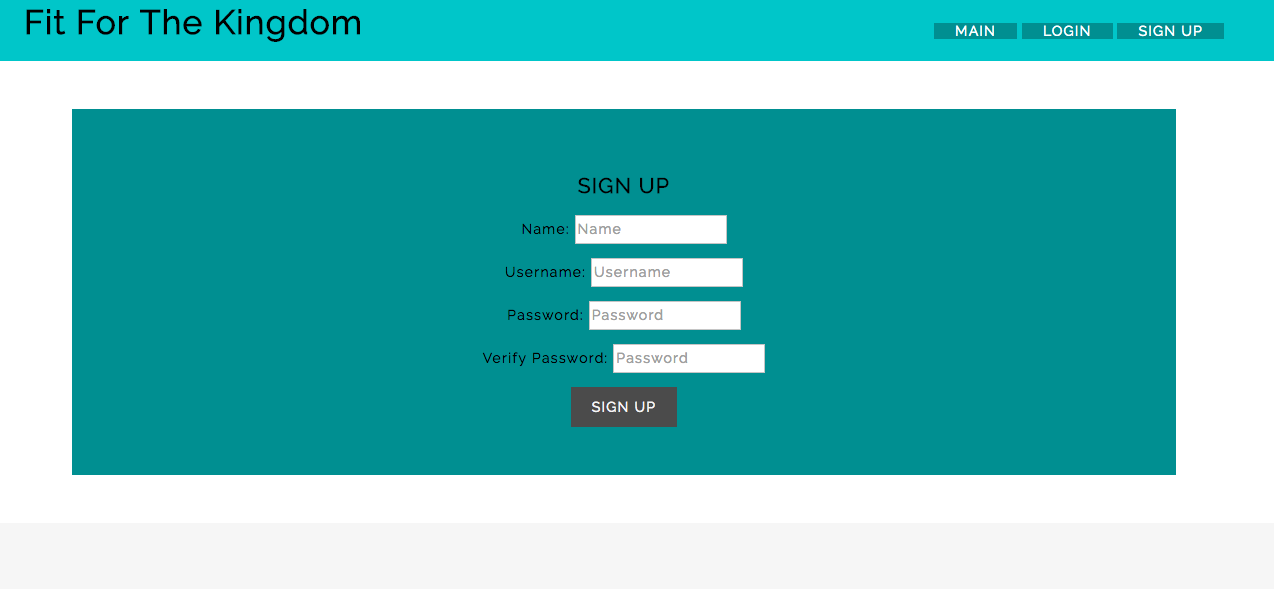 Fit For The Kingdom
MAIN LOGIN SIGN UP
SIGN UP
Name: Name
Username: Username
Password: Password
Verify Password: Password
SIGN UP